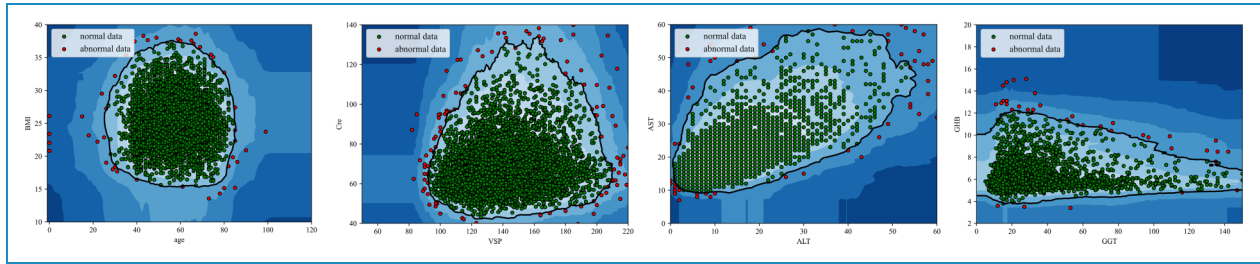 normal data
abnormal data
40
35
30
25
20
15
10
BMI
0 20 40 60 80 100 120
age
normal data
abnormal data
140
120
100
80
60
40
Cre
60 80 100 120 140 160 180 200 220
VSP
normal data
abnormal data
60
50
40
30
20
10
0
AST
0 10 20 30 40 50 60
ALT
normal data
abnormal data
20
18
16
14
12
10
8
6
4
2
GHB
0 20 40 60 80 100 120 140
GGT